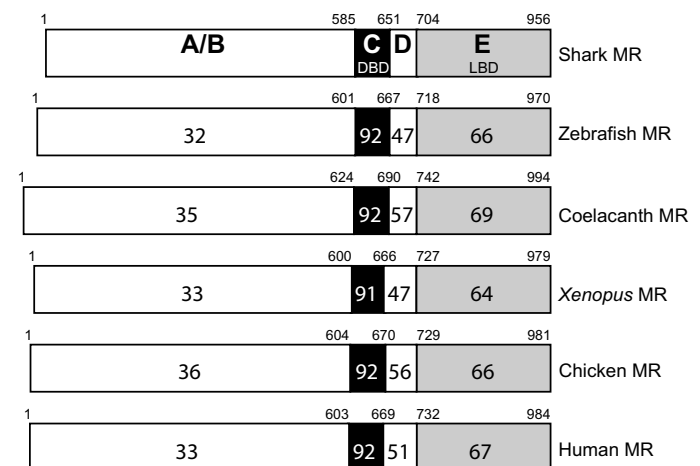 1 585 651 704 956
A/B C D E Shark MR
DBD LBD
1 601 667 718 970
32 92 47 66 Zebrafish MR
1 624 690 742 994
35 92 57 69 Coelacanth MR
1 600 666 727 979
33 91 47 64 Xenopus MR
1 604 670 729 981
36 92 56 66 Chicken MR
1 603 669 732 984
33 92 51 67 Human MR